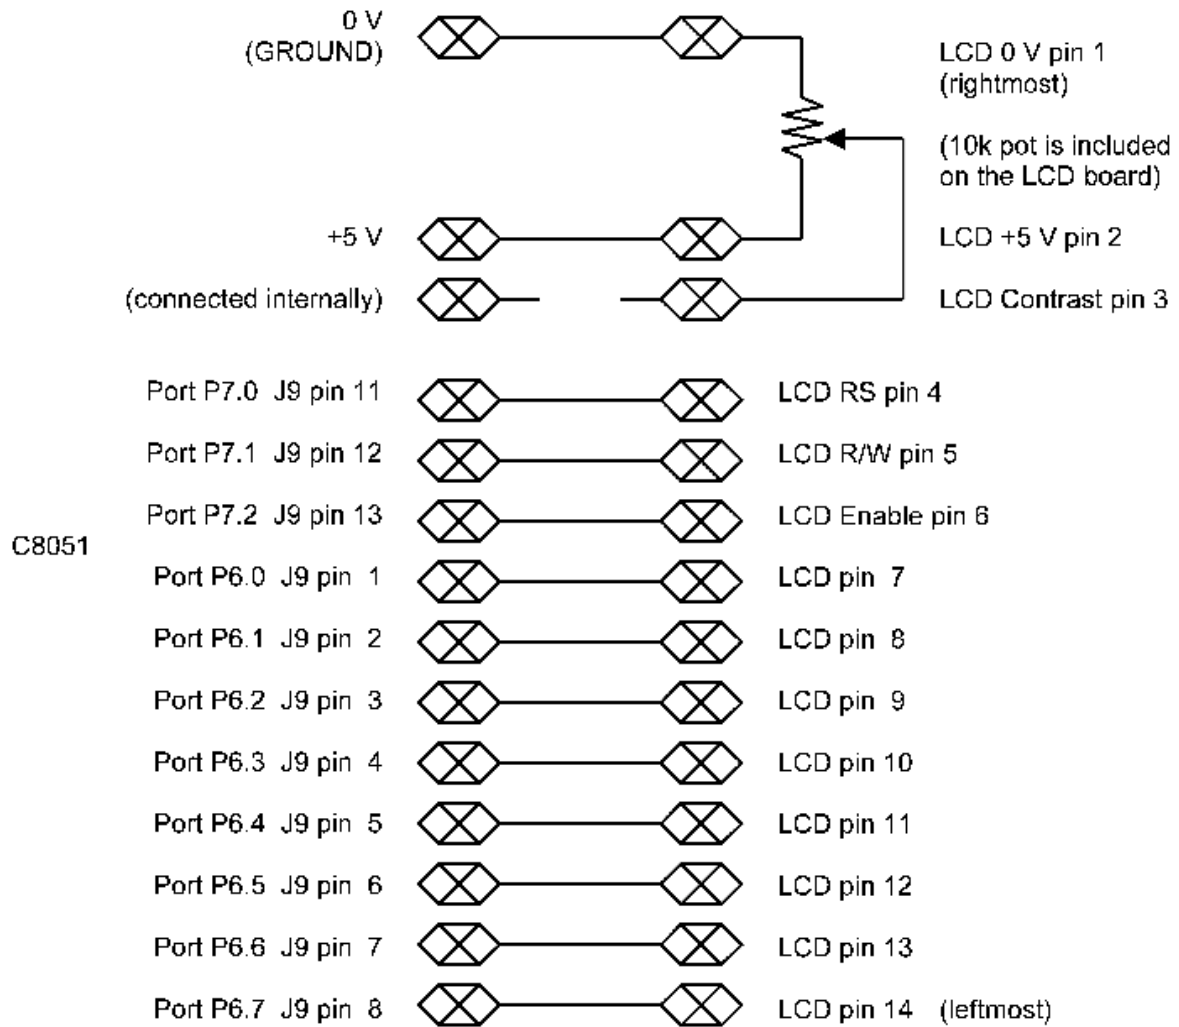 0 V
(GROUND)
LCD 0 V pin 1
(rightmost)
(10k pot is included
on the LCD board)
+5 V
LCD +5 V pin 2
(connected internally)
LCD Contrast pin 3
Port P7.0 J9 pin 11
LCD RS pin 4
Port P7.1 J9 pin 12
LCD R/W pin 5
Port P7.2 J9 pin 13
LCD Enable pin 6
C8051
Port P6.0 J9 pin 1
LCD pin 7
Port P6.1 J9 pin 2
LCD pin 8
Port P6.2 J9 pin 3
LCD pin 9
Port P6.3 J9 pin 4
LCD pin 10
Port P6.4 J9 pin 5
LCD pin 11
Port P6.5 J9 pin 6
LCD pin 12
Port P6.6 J9 pin 7
LCD pin 13
Port P6.7 J9 pin 8
LCD pin 14 (leftmost)